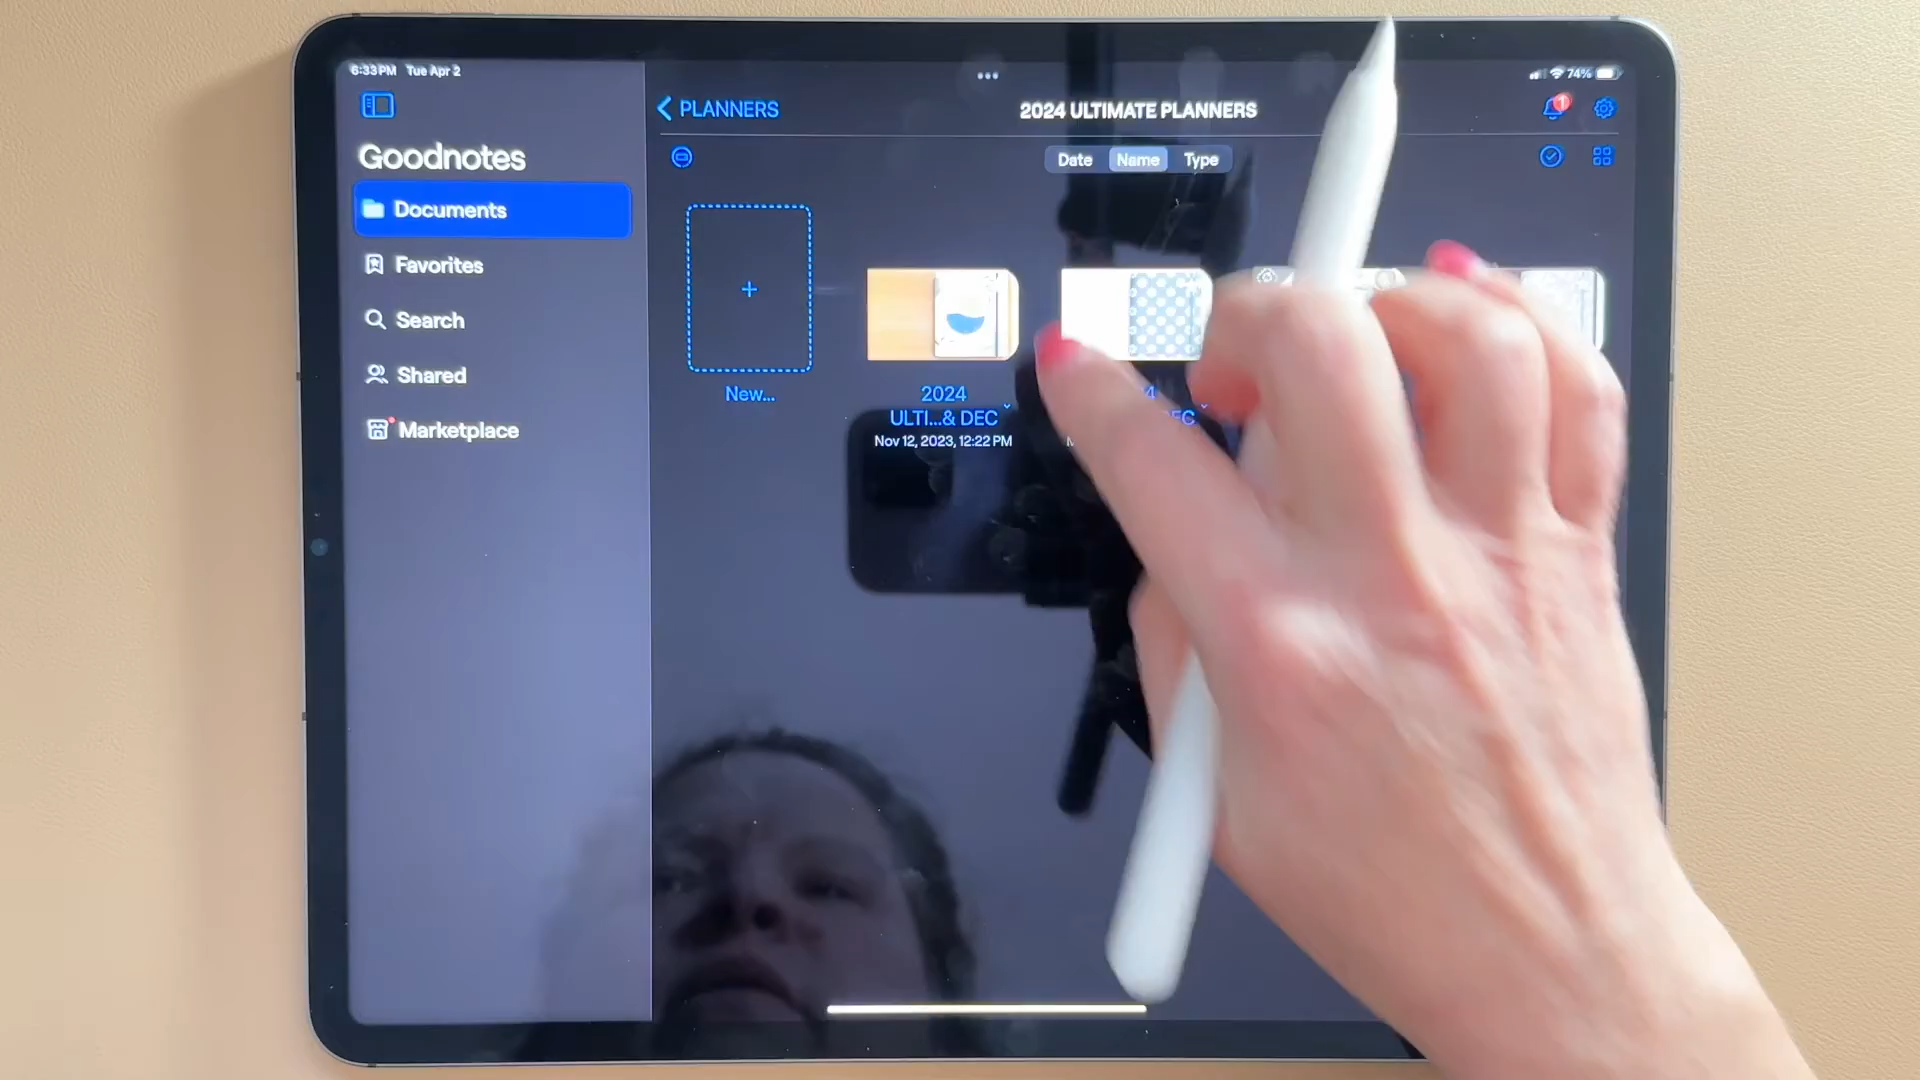 6:33 PM Tue Apr 2
74%
PLANNERS
2024 ULTIMATE PLANNERS
1
Goodnotes
Date Name Type
Documents
Favorites
Search
Shared
Marketplace
New...
2024
ULTI...& DEC
Nov 12, 2023, 12:22 PM